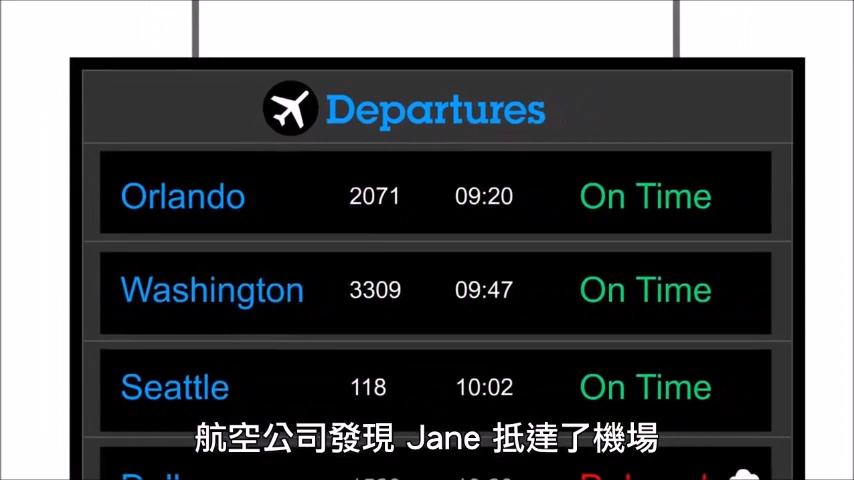 Departures
Orlando 2071 09:20 On Time
Washington 3309 09:47 On Time
Seattle 118 10:02 On Time
航空公司發現 Jane 抵達了機場